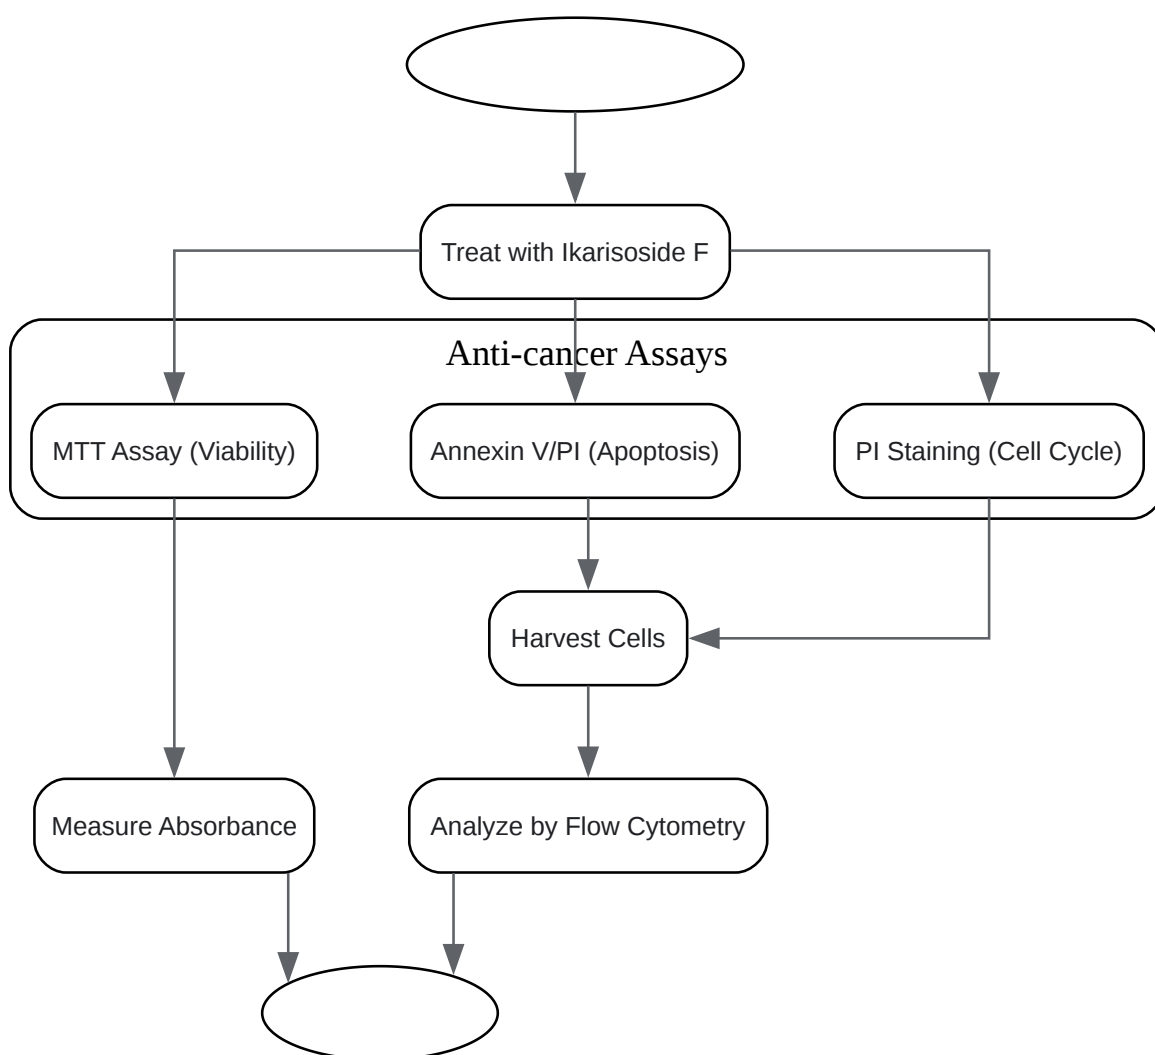 Treat with Ikarisoside F
Anti-cancer Assays
MTT Assay (Viability)
Annexin V/PI (Apoptosis)
PI Staining (Cell Cycle)
Harvest Cells
Measure Absorbance
Analyze by Flow Cytometry